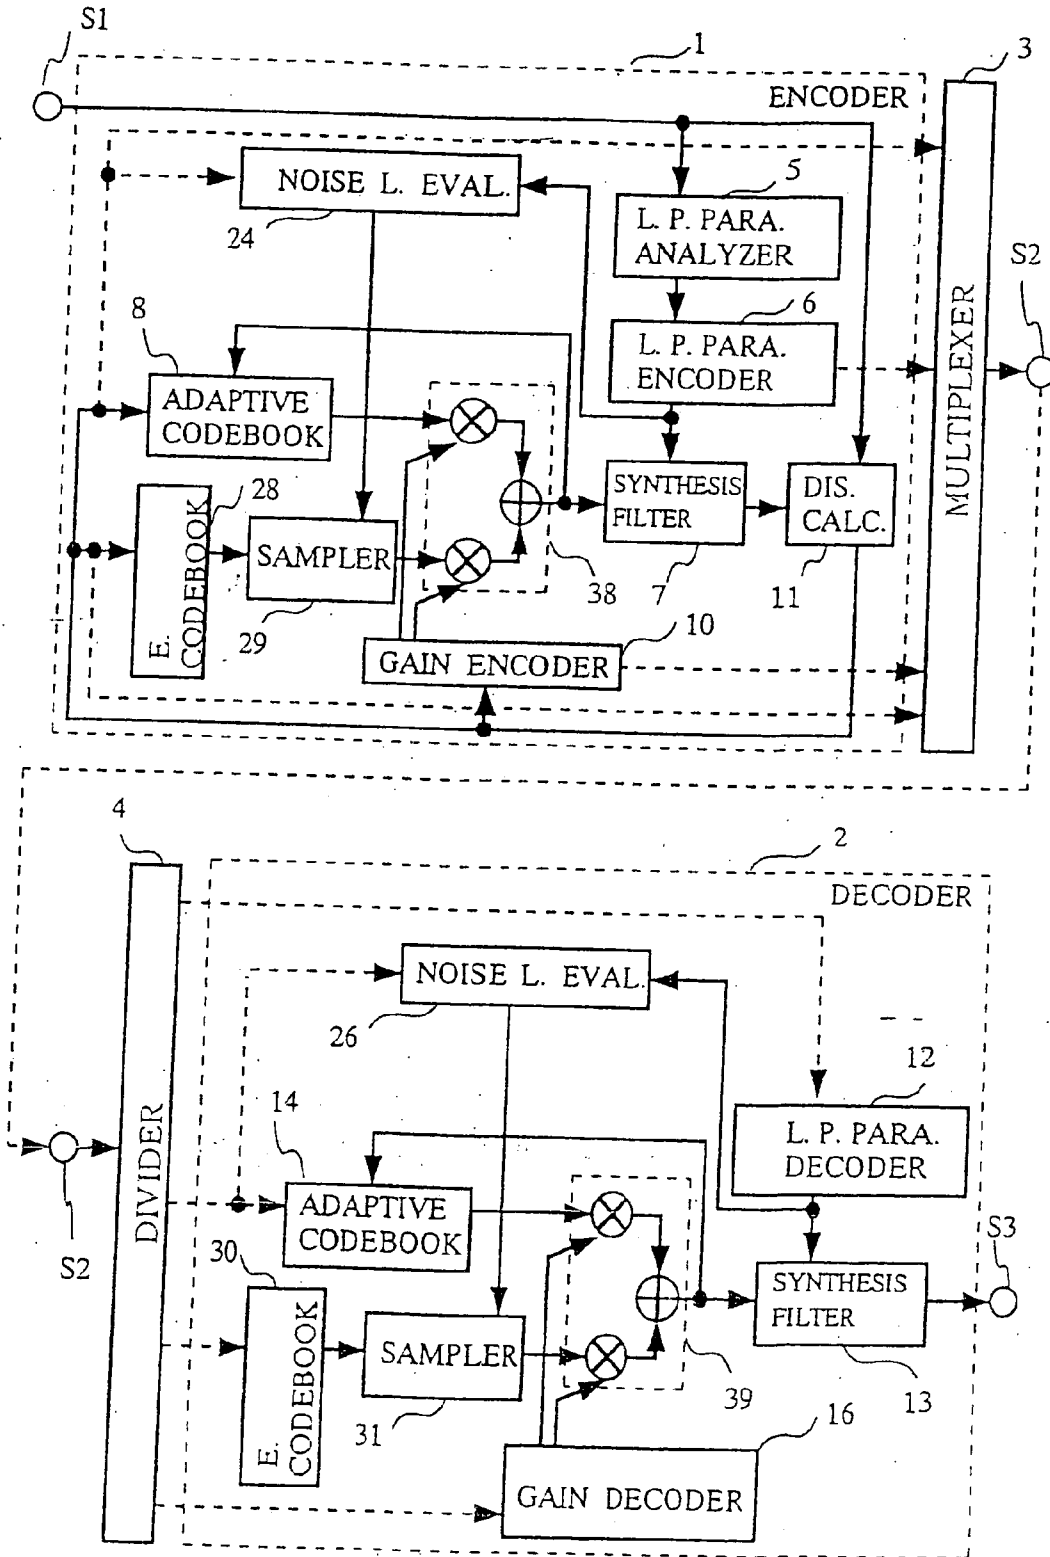 S1
1
3
ENCODER
NOISE L. EVAL.
24
5
L. P. PARA.
ANALYZER
S2
8
6
L. P. PARA.
ENCODER
MULTIPLEXER
ADAPTIVE
CODEBOOK
28
E.
CODEBOOK
SAMPLER
29
SYNTHESIS
FILTER
7
DIS.
CALC.
11
38
10
GAIN ENCODER
4
2
DECODER
NOISE L. EVAL.
26
12
L. P. PARA.
DECODER
DIVIDER
S2
14
ADAPTIVE
CODEBOOK
30
E.
CODEBOOK
SAMPLER
31
S3
SYNTHESIS
FILTER
13
39
16
GAIN DECODER